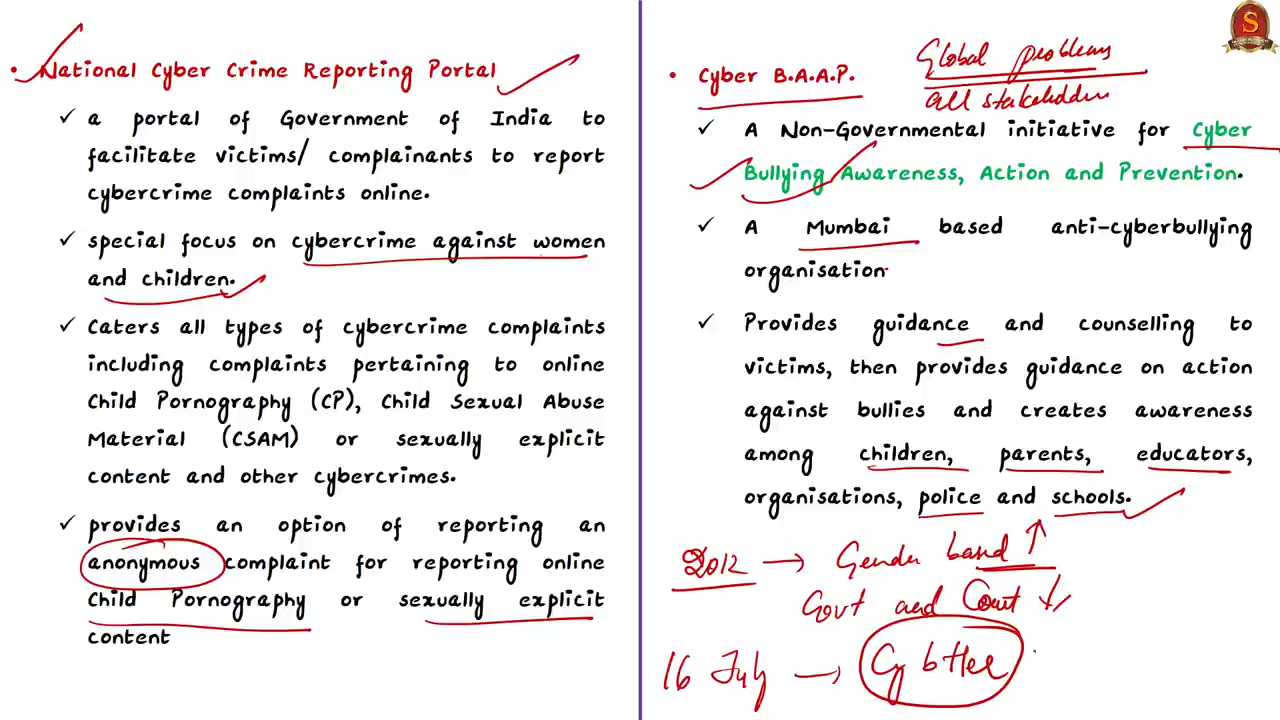 • National Cyber Crime Reporting Portal
✓ a portal of Government of India to
facilitate victims/ complainants to report
cybercrime complaints online.
✓ special focus on cybercrime against women
and children.
✓ Caters all types of cybercrime complaints
including complaints pertaining to online
Child Pornography (CP), Child Sexual Abuse
Material (CSAM) or sexually explicit
content and other cybercrimes.
✓ provides an option of reporting an
anonymous complaint for reporting online
Child Pornography or sexually explicit
content
S
Global problems
all stakeholders
• Cyber B.A.A.P.
✓ A Non-Governmental initiative for Cyber
Bullying Awareness, Action and Prevention.
✓ A Mumbai based anti-cyberbullying
organisation
✓ Provides guidance and counselling to
victims, then provides guidance on action
against bullies and creates awareness
among children, parents, educators,
organisations, police and schools.
2012 → Gender based ↑
Govt and Court ↓
16 July →